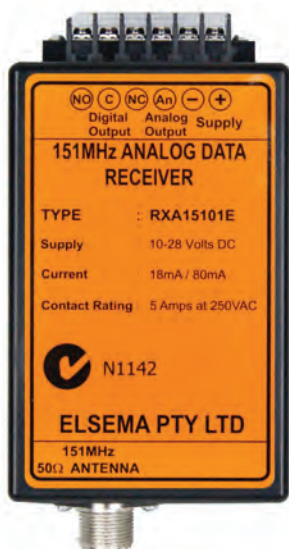 NO C NC An − +
Digital Analog Supply
Output Output
151MHz ANALOG DATA
RECEIVER
TYPE : RXA15101E
Supply 10-28 Volts DC
Current 18mA / 80mA
Contact Rating 5 Amps at 250VAC
N1142
ELSEMA PTY LTD
151MHz
50Ω ANTENNA